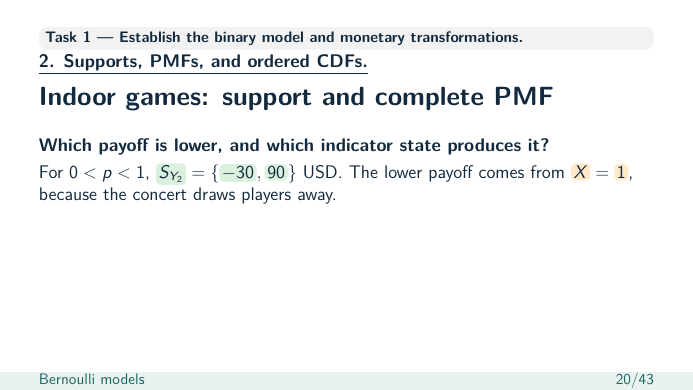 Task 1 — Establish the binary model and monetary transformations.
2. Supports, PMFs, and ordered CDFs.
Indoor games: support and complete PMF
Which payoff is lower, and which indicator state produces it?
For 0 < p < 1, S_{Y_2} = {−30, 90} USD. The lower payoff comes from X = 1,
because the concert draws players away.
Bernoulli models 20/43